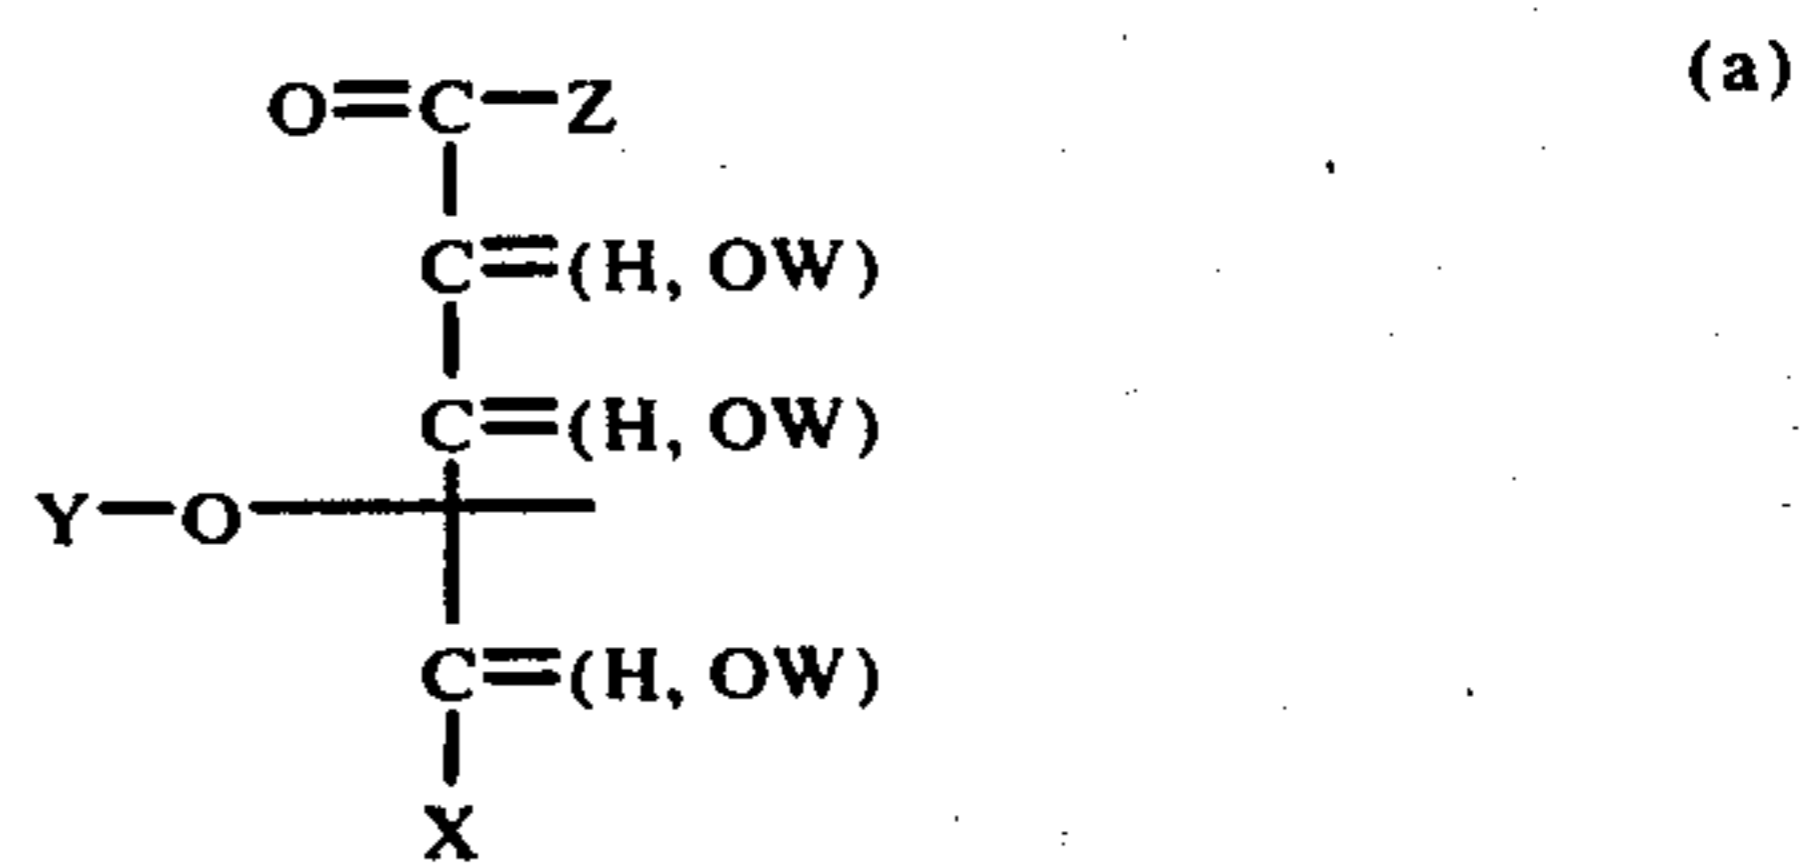 (a)
O=C—Z
C=(H, OW)
C=(H, OW)
Y—O
C=(H, OW)
X